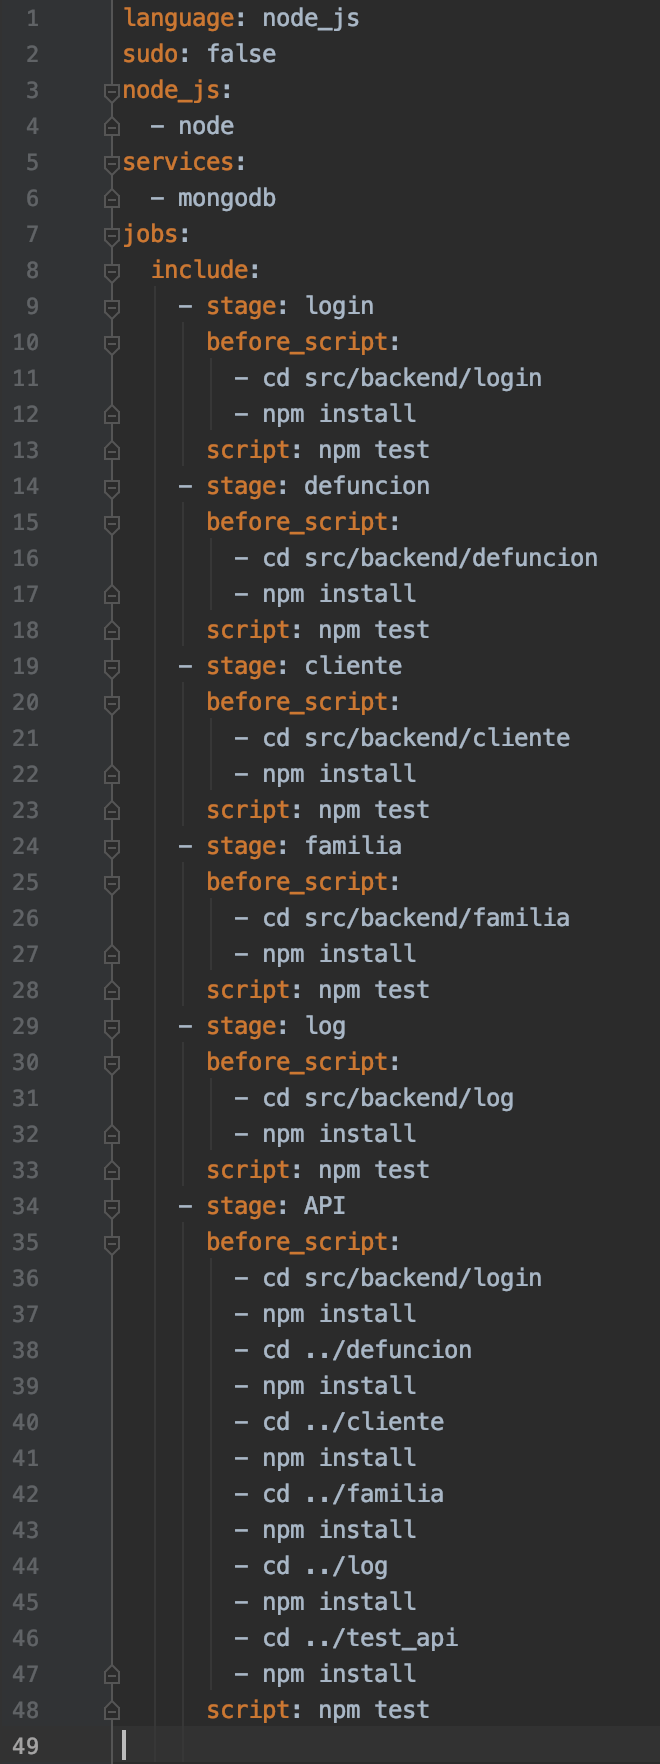 1 language: node_js
2 sudo: false
3 node_js:
4   - node
5 services:
6   - mongodb
7 jobs:
8   include:
9     - stage: login
10       before_script:
11         - cd src/backend/login
12         - npm install
13       script: npm test
14     - stage: defuncion
15       before_script:
16         - cd src/backend/defuncion
17         - npm install
18       script: npm test
19     - stage: cliente
20       before_script:
21         - cd src/backend/cliente
22         - npm install
23       script: npm test
24     - stage: familia
25       before_script:
26         - cd src/backend/familia
27         - npm install
28       script: npm test
29     - stage: log
30       before_script:
31         - cd src/backend/log
32         - npm install
33       script: npm test
34     - stage: API
35       before_script:
36         - cd src/backend/login
37         - npm install
38         - cd ../defuncion
39         - npm install
40         - cd ../cliente
41         - npm install
42         - cd ../familia
43         - npm install
44         - cd ../log
45         - npm install
46         - cd ../test_api
47         - npm install
48       script: npm test
49